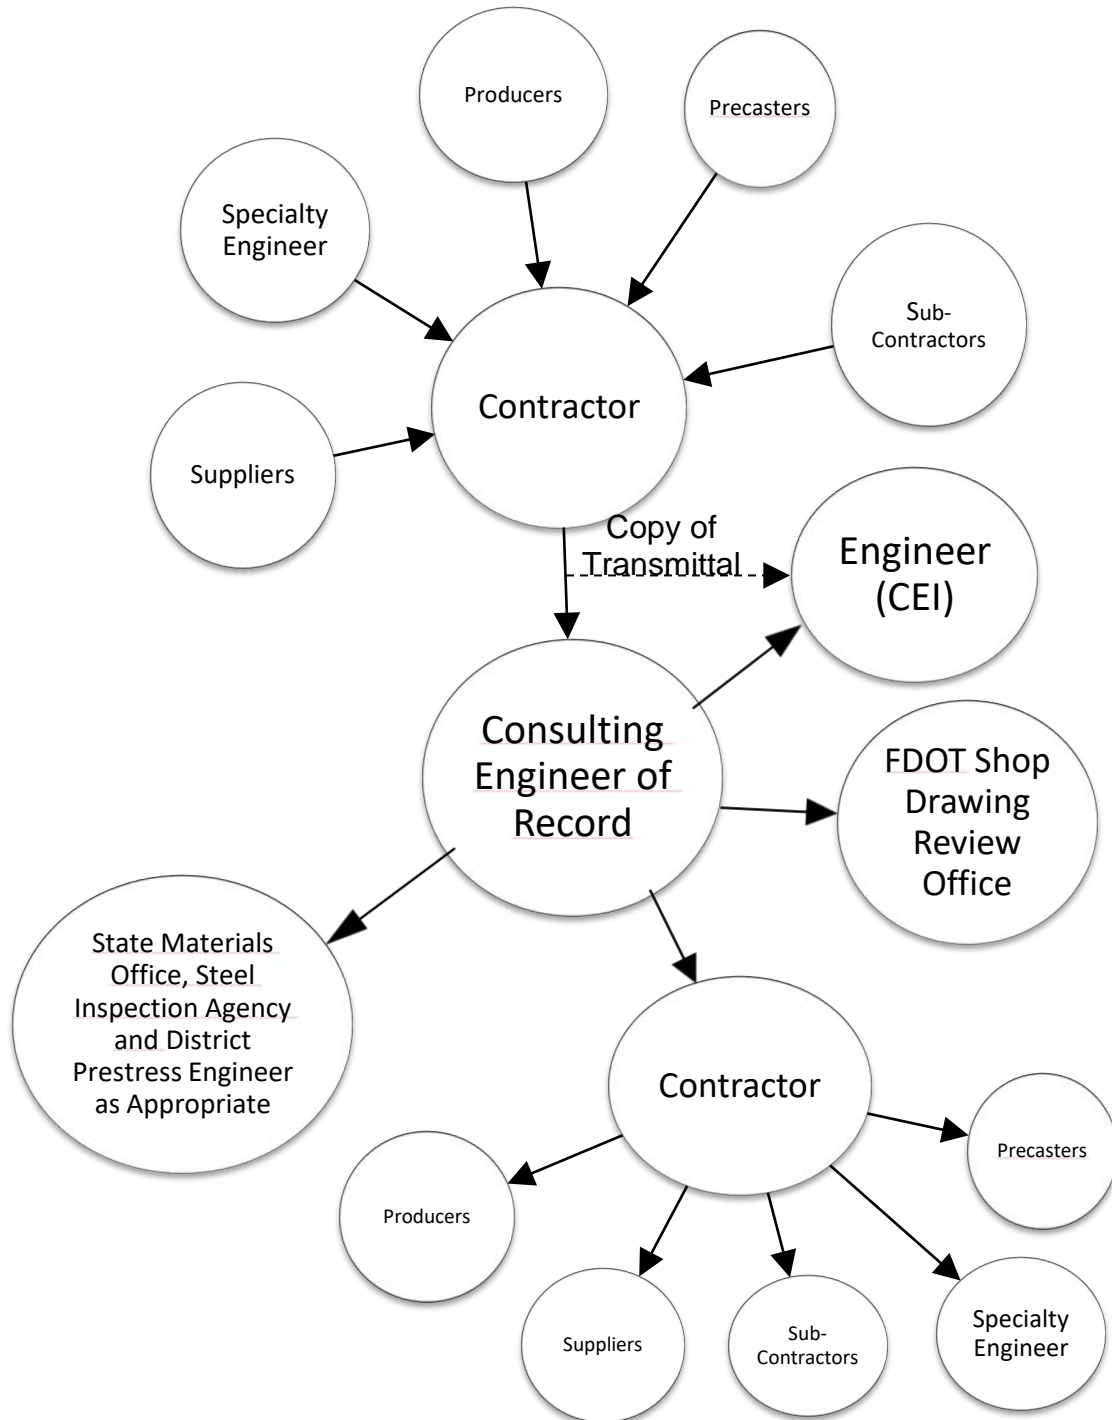 Producers
Precasters
Specialty
Engineer
Sub-
Contractors
Contractor
Suppliers
Copy of
Transmittal
Engineer
(CEI)
Consulting
Engineer of
Record
FDOT Shop
Drawing
Review
Office
State Materials
Office, Steel
Inspection Agency
and District
Prestress Engineer
as Appropriate
Contractor
Precasters
Producers
Suppliers
Sub-
Contractors
Specialty
Engineer